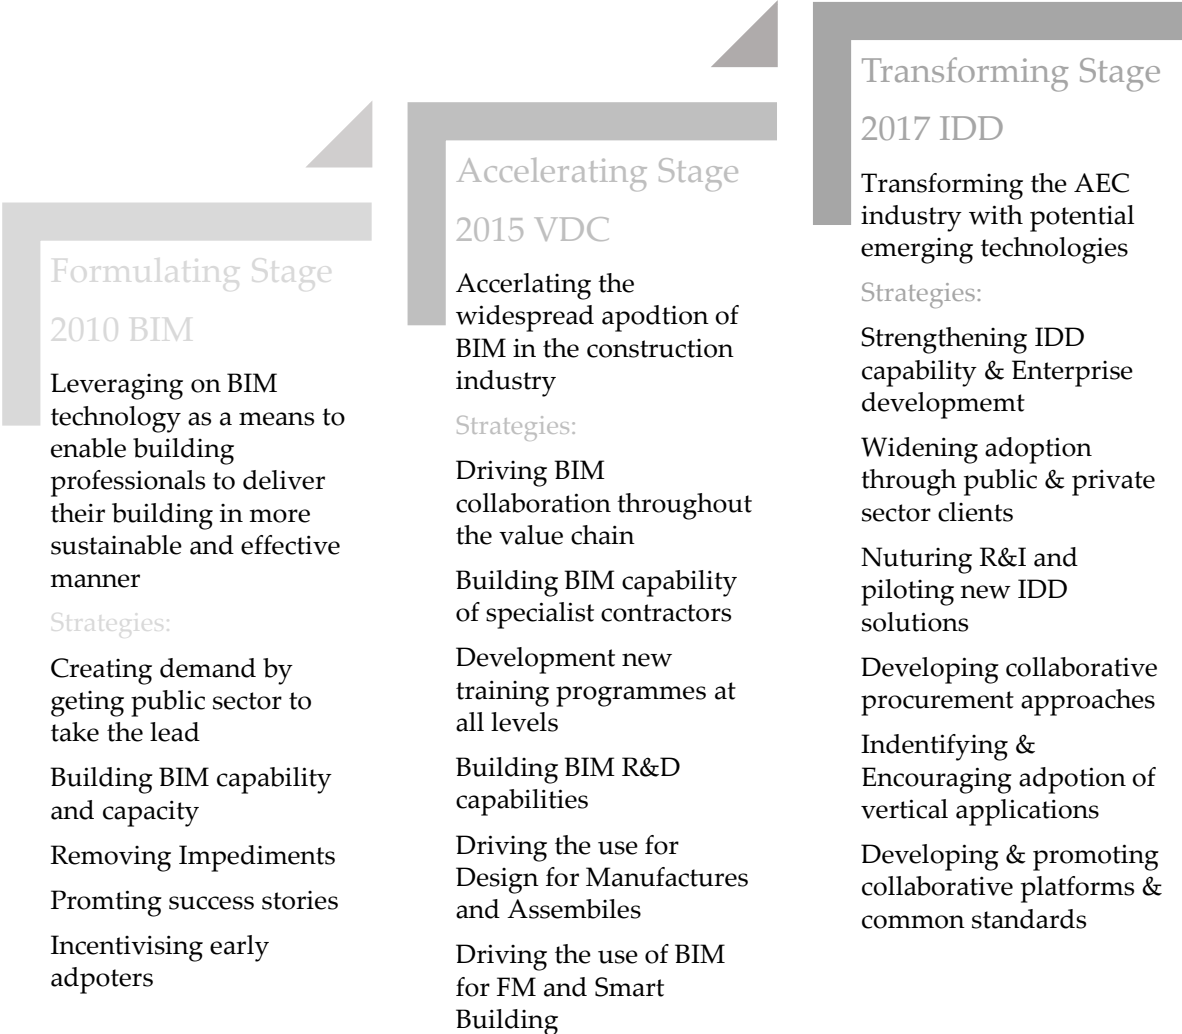 Formulating Stage
2010 BIM
Leveraging on BIM
technology as a means to
enable building
professionals to deliver
their building in more
sustainable and effective
manner
Strategies:
Creating demand by
geting public sector to
take the lead
Building BIM capability
and capacity
Removing Impediments
Promting success stories
Incentivising early
adpoters
Accelerating Stage
2015 VDC
Accerlating the
widespread apodtion of
BIM in the construction
industry
Strategies:
Driving BIM
collaboration throughout
the value chain
Building BIM capability
of specialist contractors
Development new
training programmes at
all levels
Building BIM R&D
capabilities
Driving the use for
Design for Manufactures
and Assembiles
Driving the use of BIM
for FM and Smart
Building
Transforming Stage
2017 IDD
Transforming the AEC
industry with potential
emerging technologies
Strategies:
Strengthening IDD
capability & Enterprise
developmemt
Widening adoption
through public & private
sector clients
Nuturing R&I and
piloting new IDD
solutions
Developing collaborative
procurement approaches
Indentifying &
Encouraging adpotion of
vertical applications
Developing & promoting
collaborative platforms &
common standards